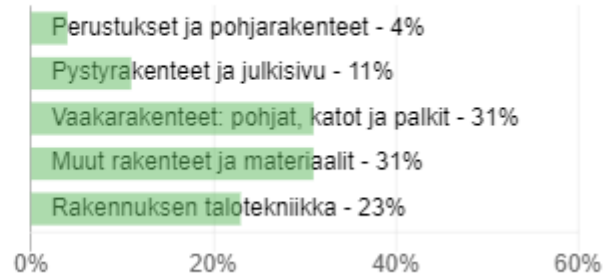 Perustukset ja pohjarakenteet - 4%
Pystyrakenteet ja julkisivu - 11%
Vaakarakenteet: pohjat, katot ja palkit - 31%
Muut rakenteet ja materiaalit - 31%
Rakennuksen talotekniikka - 23%
0% 20% 40% 60%